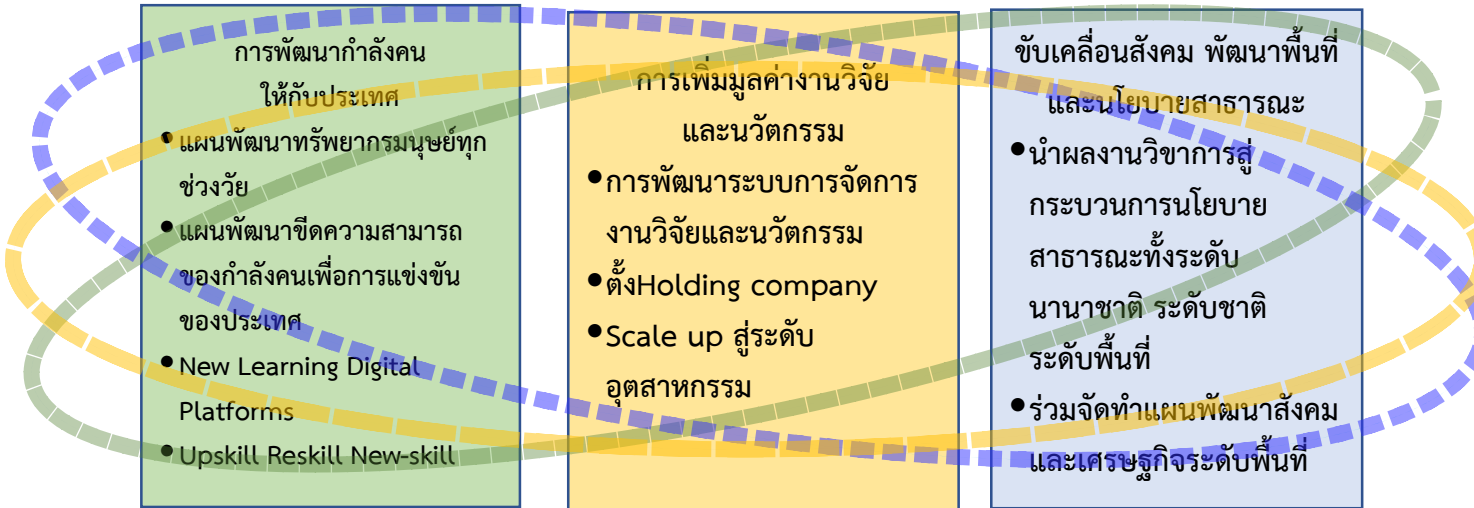 การพัฒนากำลังคน
ให้กับประเทศ
•แผนพัฒนาทรัพยากรมนุษย์ทุก
ช่วงวัย
•แผนพัฒนาขีดความสามารถ
ของกำลังคนเพื่อการแข่งขัน
ของประเทศ
•New Learning Digital
Platforms
•Upskill Reskill New-skill
การเพิ่มมูลค่างานวิจัย
และนวัตกรรม
•การพัฒนาระบบการจัดการ
งานวิจัยและนวัตกรรม
•ตั้งHolding company
•Scale up สู่ระดับ
อุตสาหกรรม
ขับเคลื่อนสังคม พัฒนาพื้นที่
และนโยบายสาธารณะ
•นำผลงานวิขาการสู่
กระบวนการนโยบาย
สาธารณะทั้งระดับ
นานาชาติ ระดับชาติ
ระดับพื้นที่
•ร่วมจัดทำแผนพัฒนาสังคม
และเศรษฐกิจระดับพื้นที่